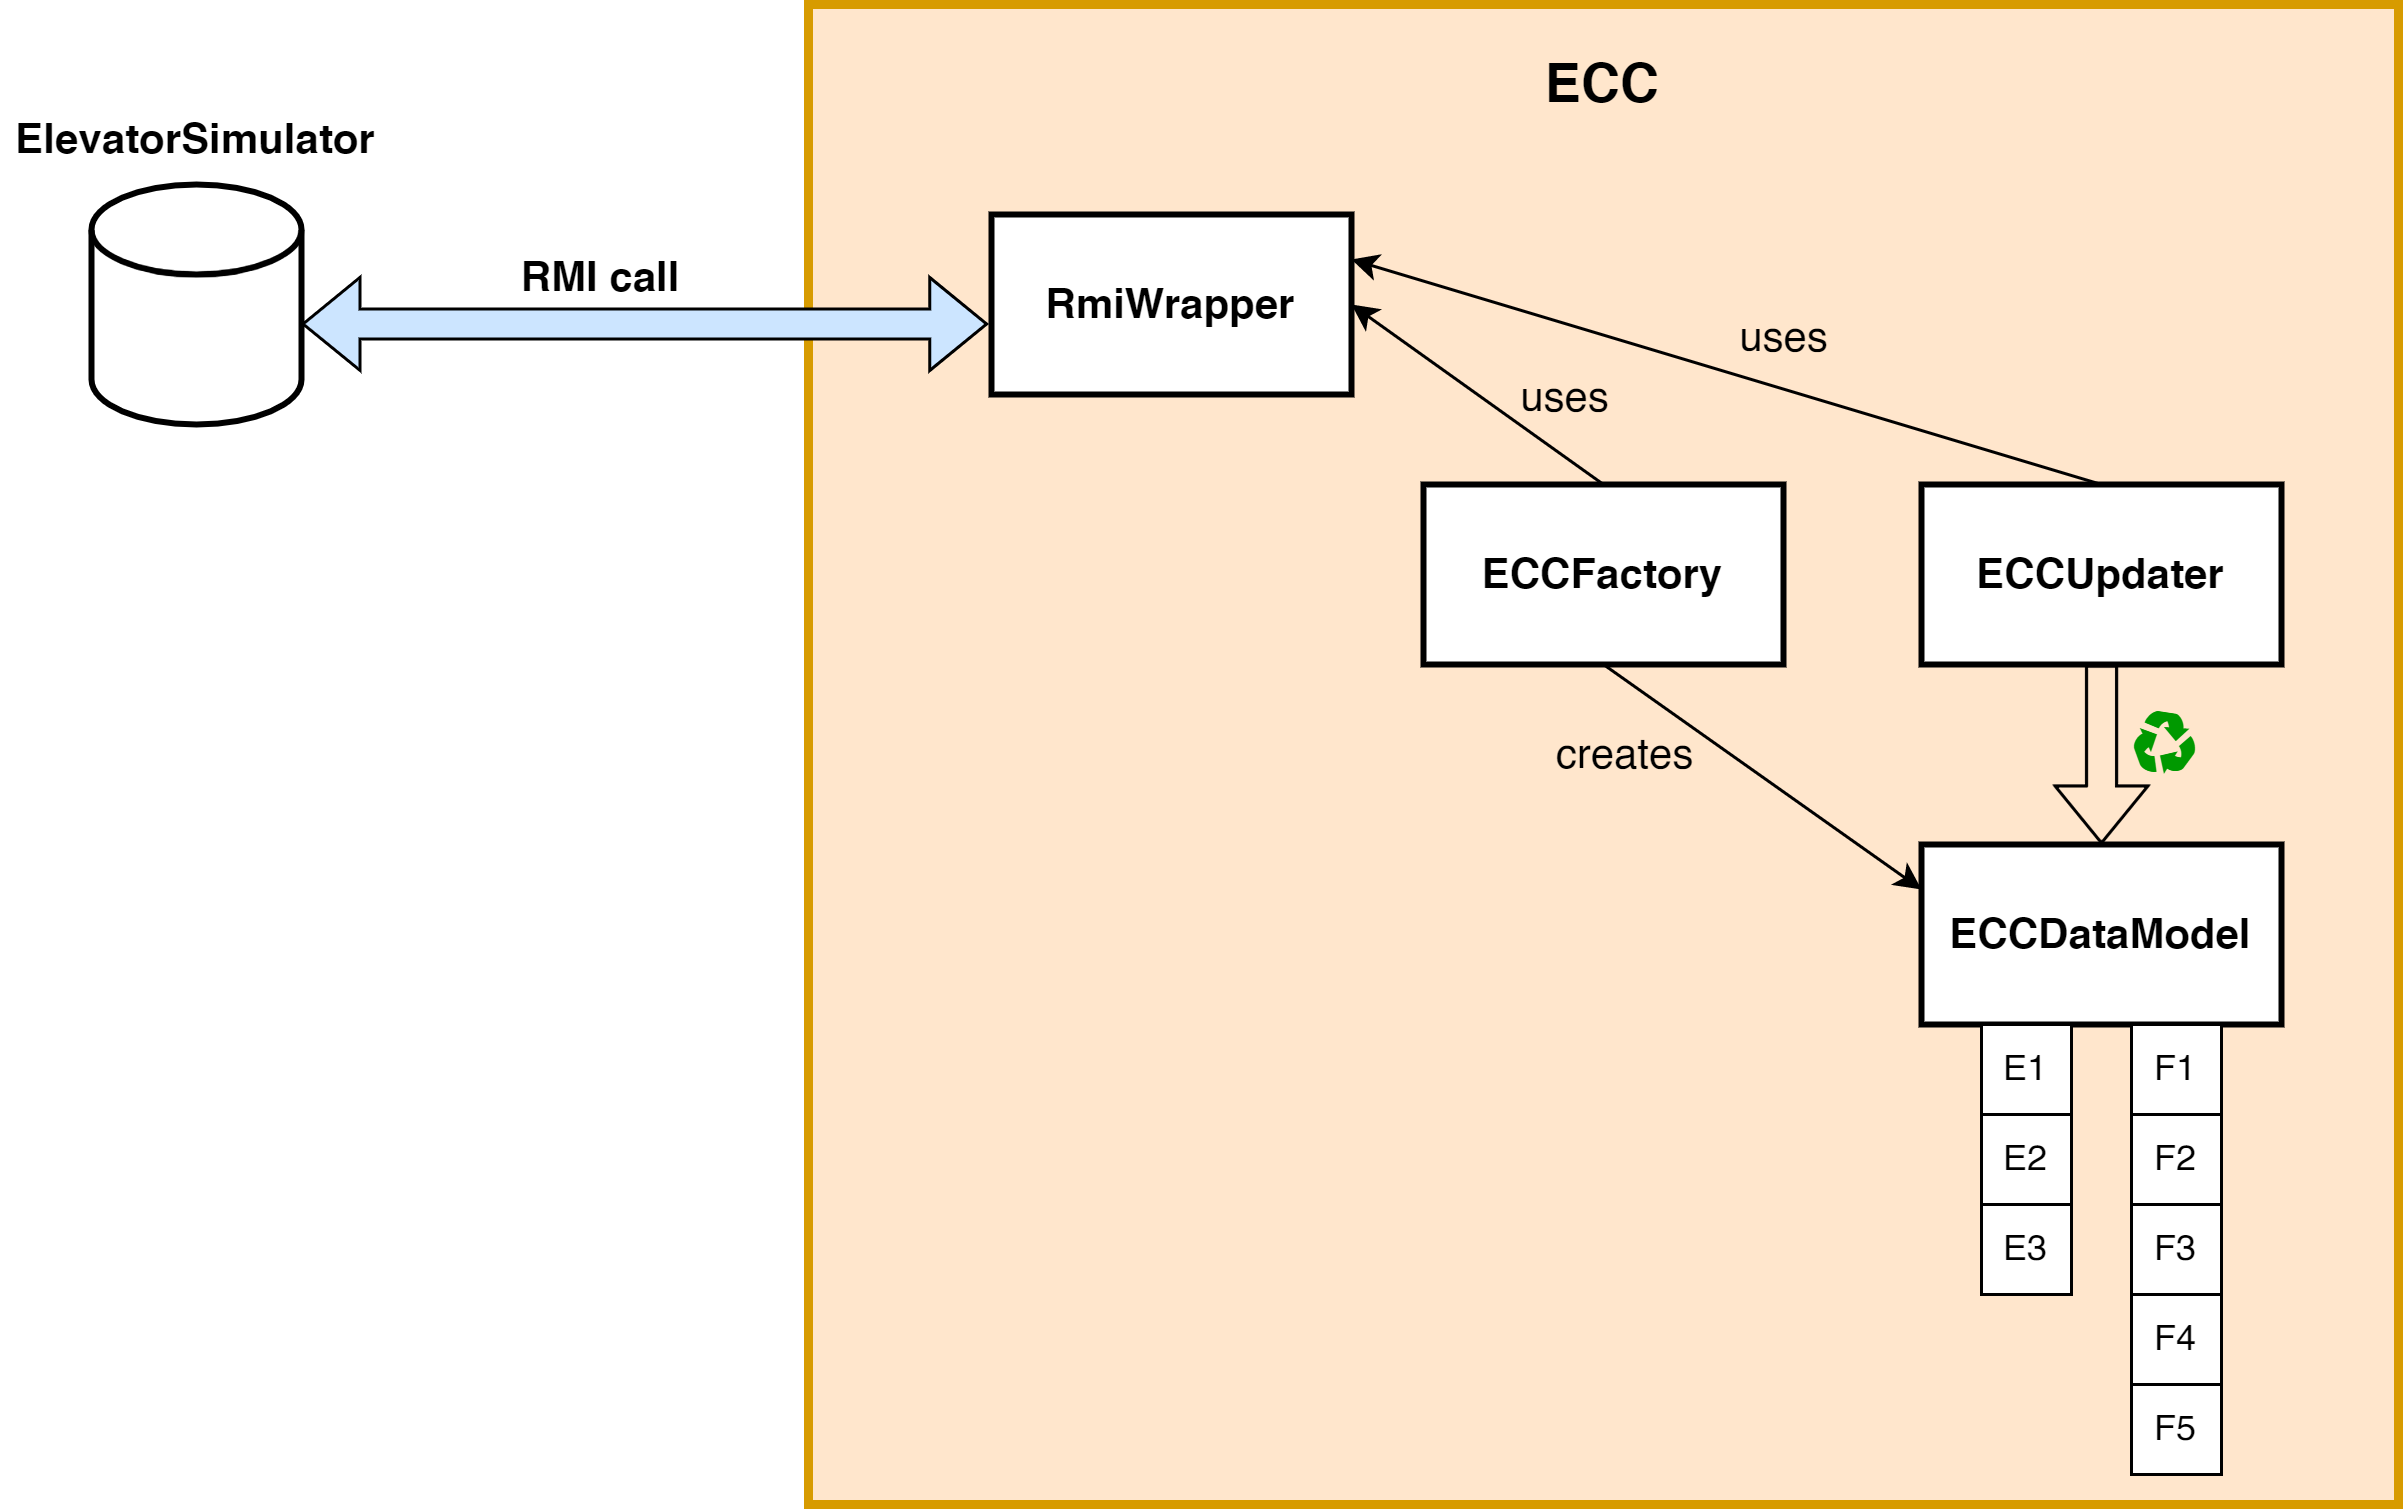 ECC
ElevatorSimulator
RMI call
RmiWrapper
uses
uses
ECCFactory
ECCUpdater
creates
ECCDataModel
E1
E2
E3
F1
F2
F3
F4
F5